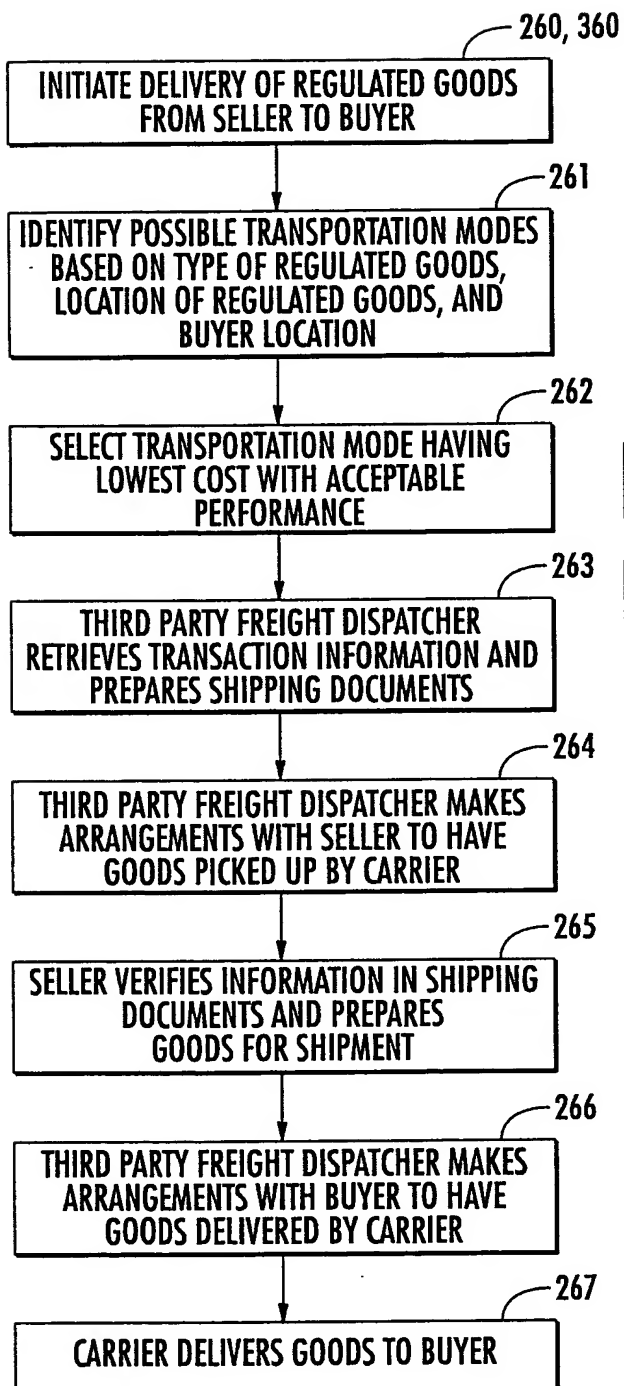 260, 360
INITIATE DELIVERY OF REGULATED GOODS
FROM SELLER TO BUYER
261
IDENTIFY POSSIBLE TRANSPORTATION MODES
BASED ON TYPE OF REGULATED GOODS,
LOCATION OF REGULATED GOODS, AND
BUYER LOCATION
262
SELECT TRANSPORTATION MODE HAVING
LOWEST COST WITH ACCEPTABLE
PERFORMANCE
263
THIRD PARTY FREIGHT DISPATCHER
RETRIEVES TRANSACTION INFORMATION AND
PREPARES SHIPPING DOCUMENTS
264
THIRD PARTY FREIGHT DISPATCHER MAKES
ARRANGEMENTS WITH SELLER TO HAVE
GOODS PICKED UP BY CARRIER
265
SELLER VERIFIES INFORMATION IN SHIPPING
DOCUMENTS AND PREPARES
GOODS FOR SHIPMENT
266
THIRD PARTY FREIGHT DISPATCHER MAKES
ARRANGEMENTS WITH BUYER TO HAVE
GOODS DELIVERED BY CARRIER
267
CARRIER DELIVERS GOODS TO BUYER